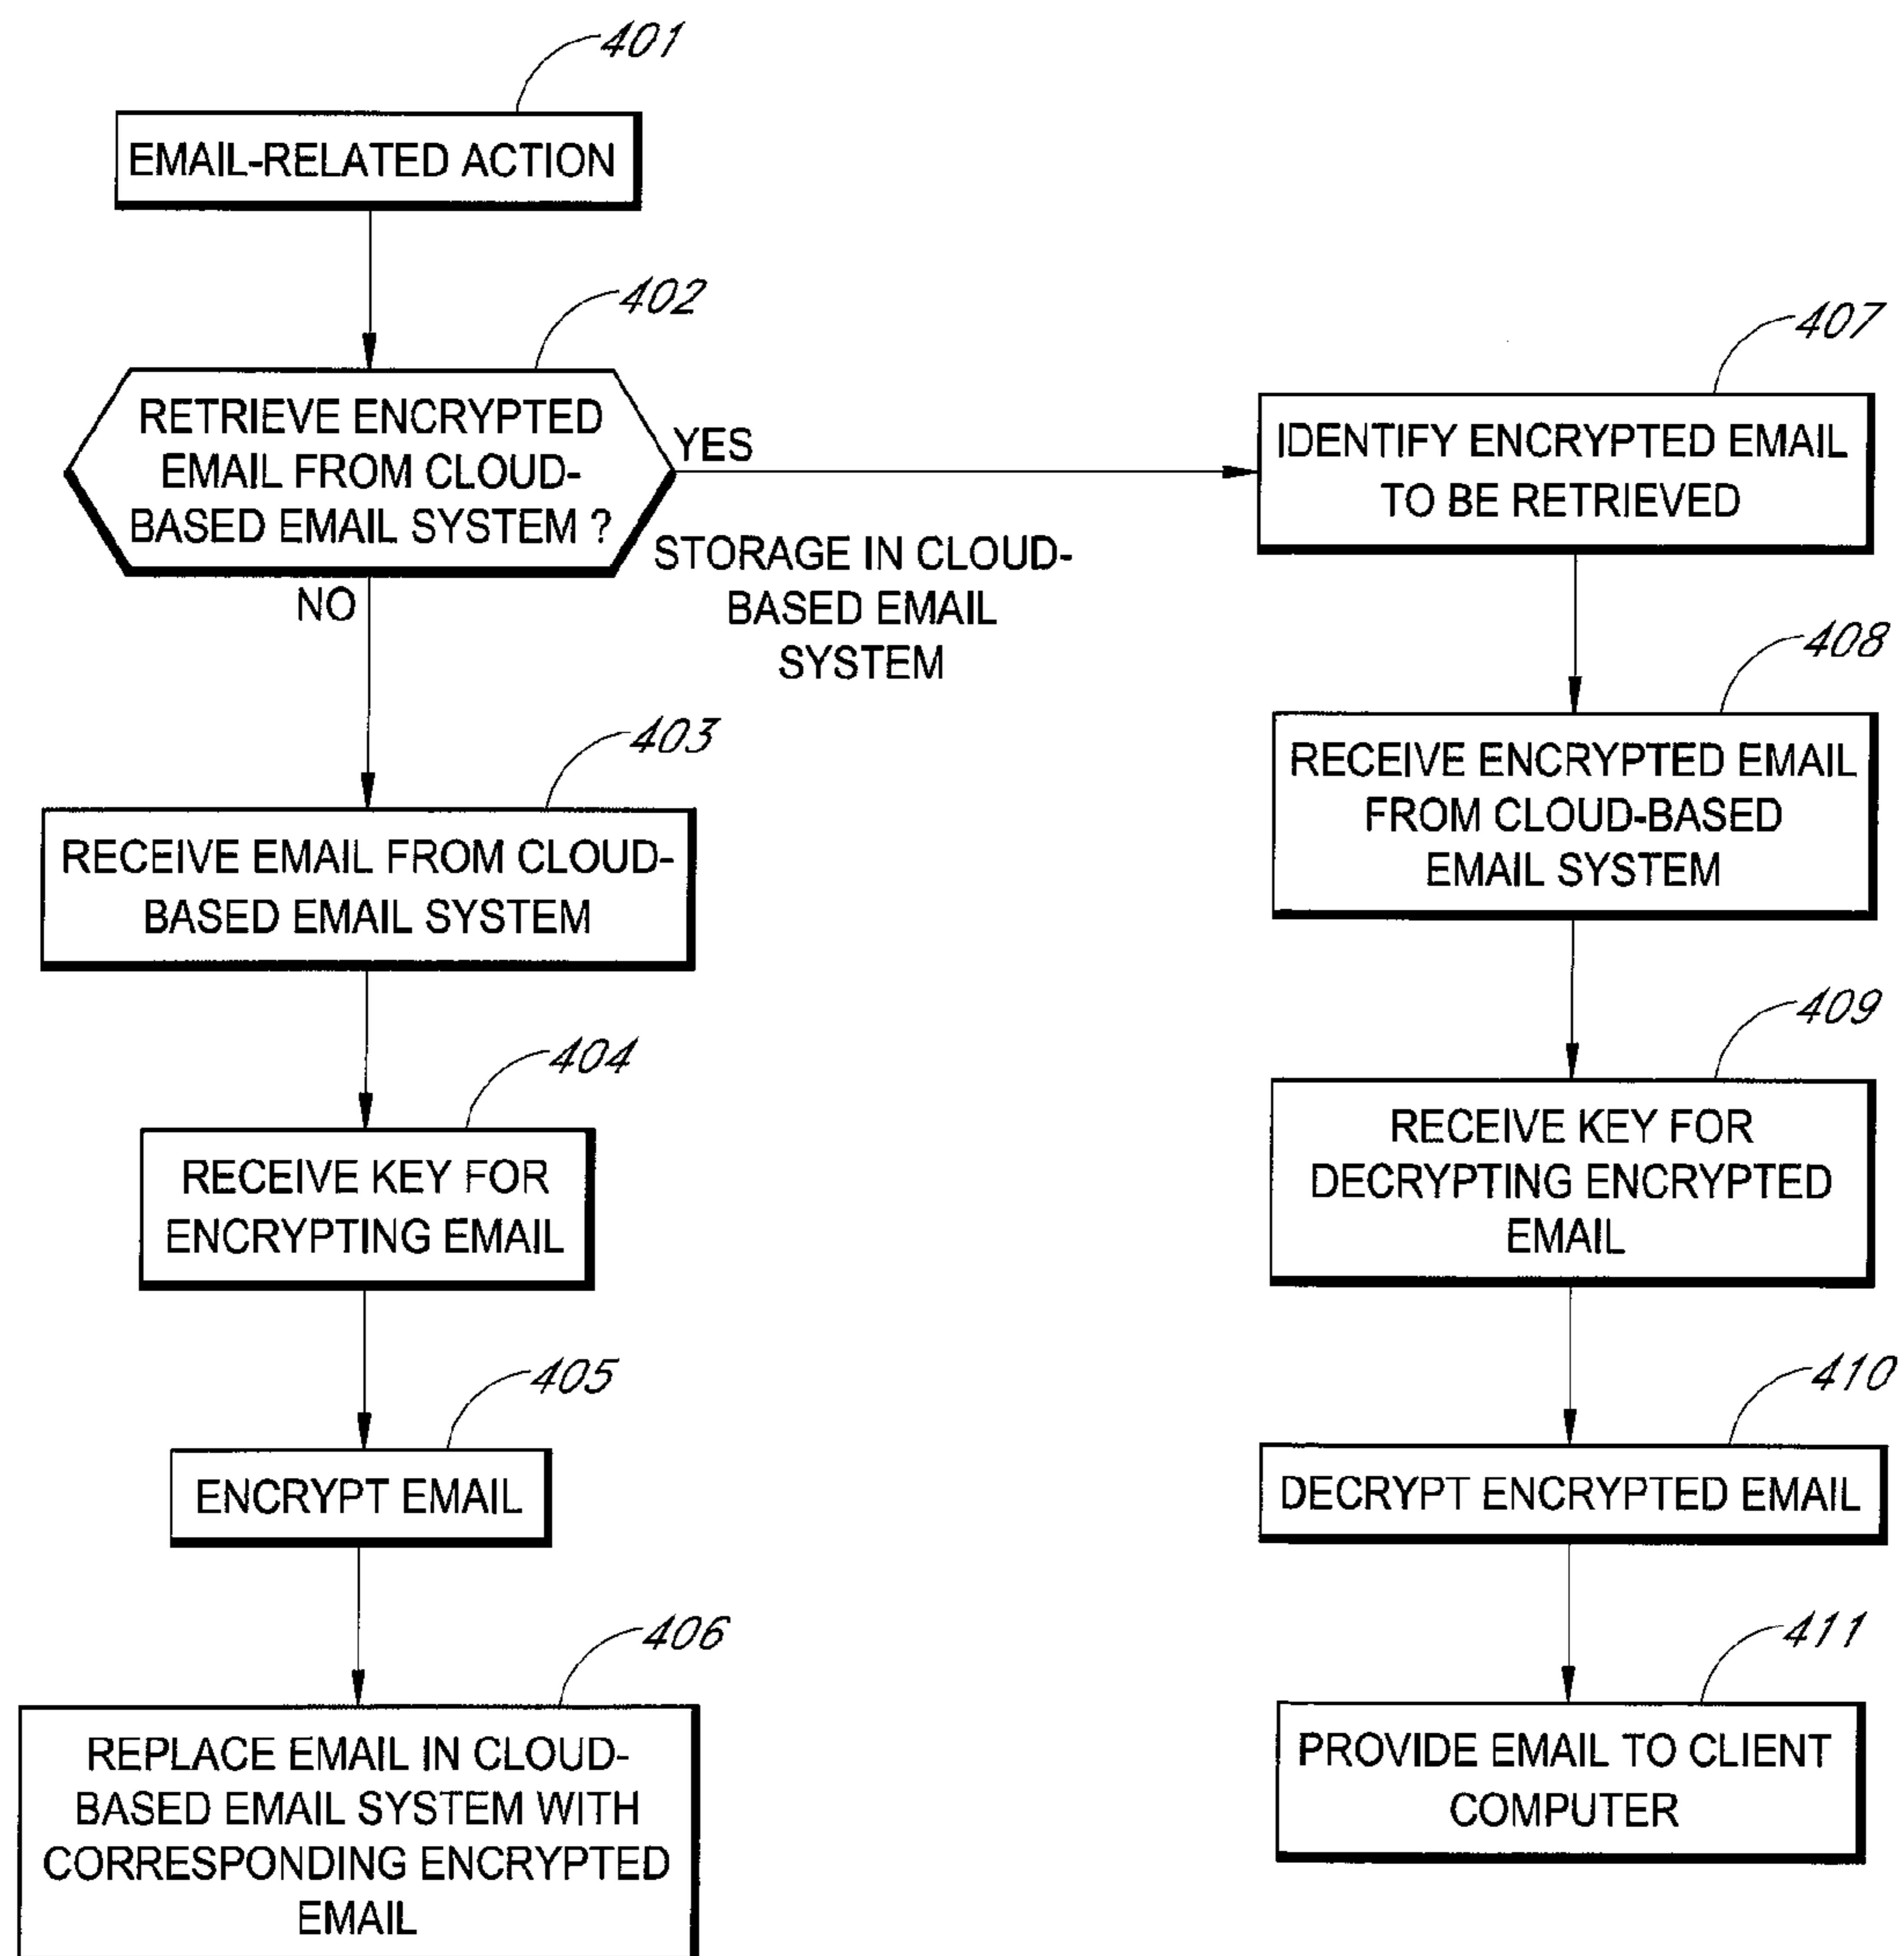 401
EMAIL-RELATED ACTION
402
RETRIEVE ENCRYPTED
EMAIL FROM CLOUD-
BASED EMAIL SYSTEM ?
YES
NO
STORAGE IN CLOUD-
BASED EMAIL
SYSTEM
403
RECEIVE EMAIL FROM CLOUD-
BASED EMAIL SYSTEM
404
RECEIVE KEY FOR
ENCRYPTING EMAIL
405
ENCRYPT EMAIL
406
REPLACE EMAIL IN CLOUD-
BASED EMAIL SYSTEM WITH
CORRESPONDING ENCRYPTED
EMAIL
407
IDENTIFY ENCRYPTED EMAIL
TO BE RETRIEVED
408
RECEIVE ENCRYPTED EMAIL
FROM CLOUD-BASED
EMAIL SYSTEM
409
RECEIVE KEY FOR
DECRYPTING ENCRYPTED
EMAIL
410
DECRYPT ENCRYPTED EMAIL
411
PROVIDE EMAIL TO CLIENT
COMPUTER